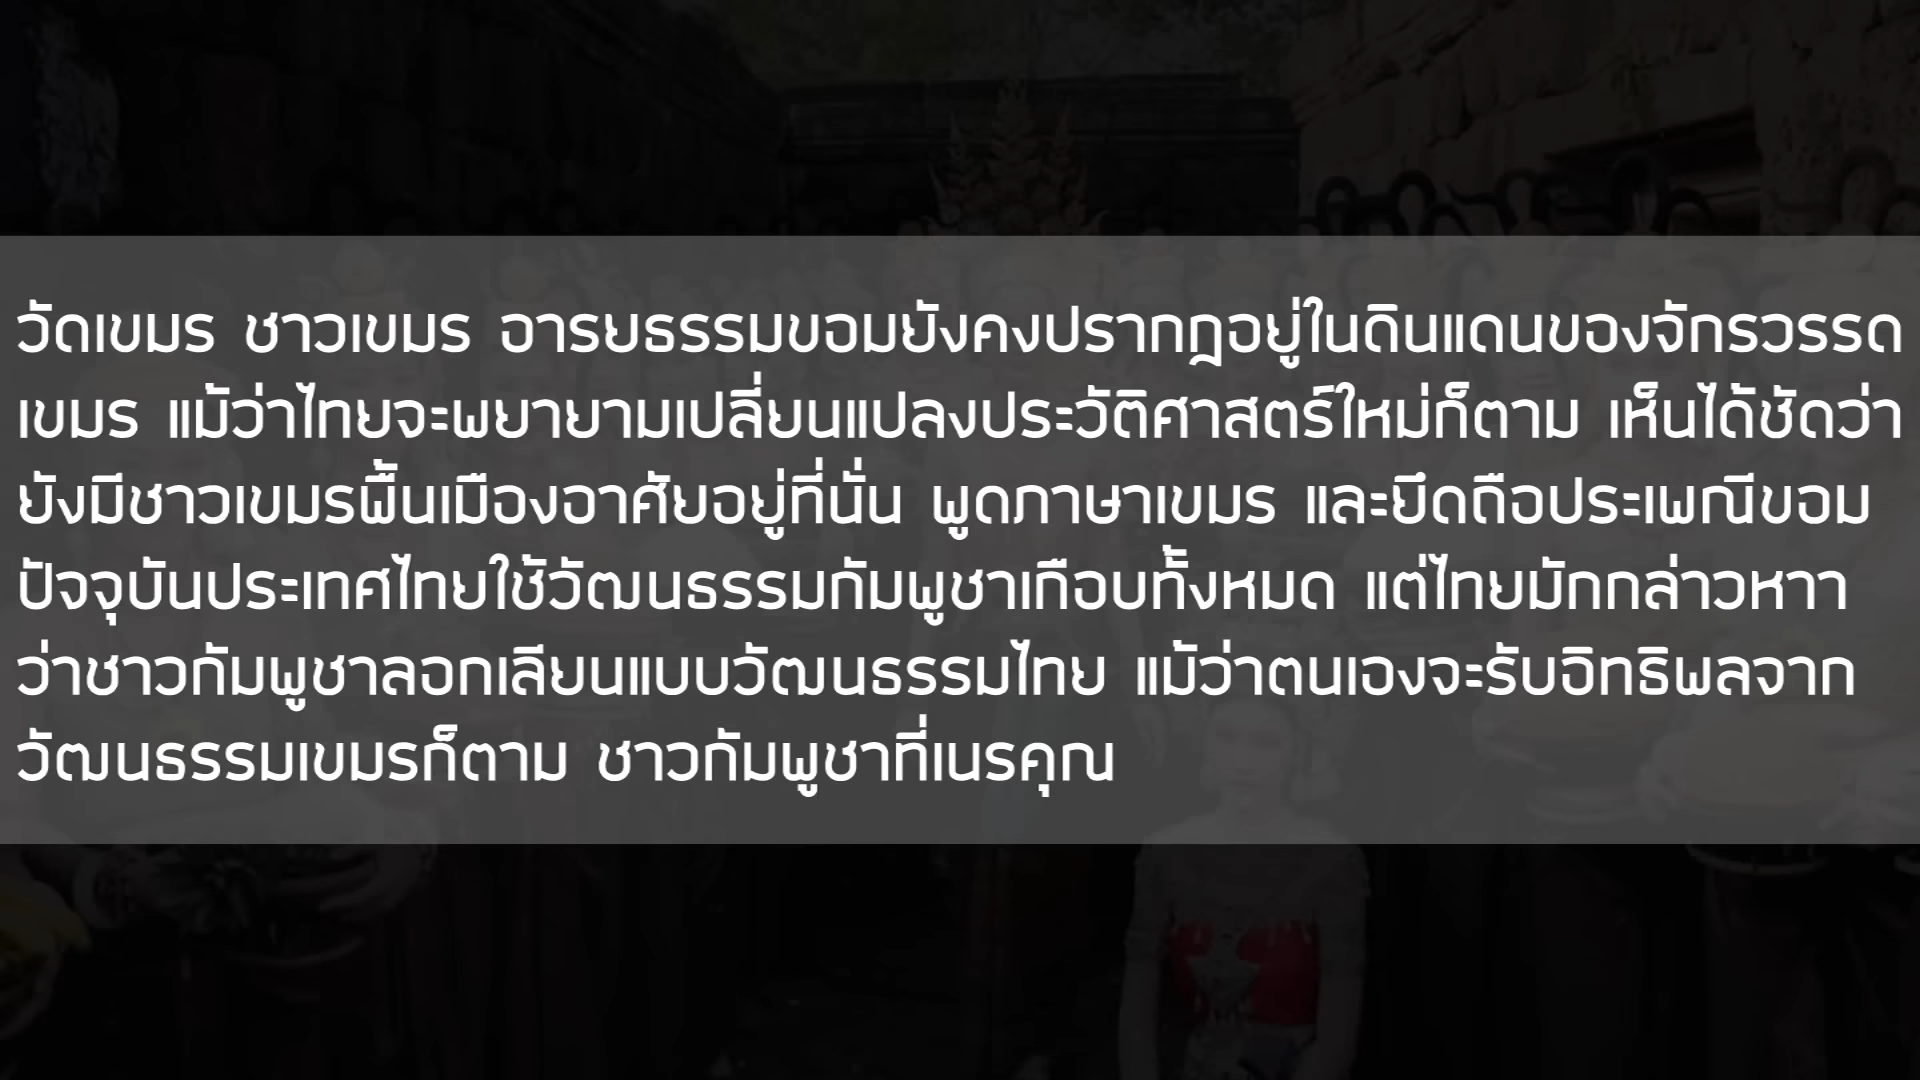 วัดเขมร ชาวเขมร อารยธรรมขอมยังคงปรากฎอยู่ในดินแดนของจักรวรรด
เขมร แม้ว่าไทยจะพยายามเปลี่ยนแปลงประวัติศาสตร์ใหม่ก็ตาม เห็นได้ชัดว่า
ยังมีชาวเขมรพื้นเมืองอาศัยอยู่ที่นั่น พูดภาษาเขมร และยึดถือประเพณีขอม
ปัจจุบันประเทศไทยใช้วัฒนธรรมกัมพูชาเกือบทั้งหมด แต่ไทยมักกล่าวหาา
ว่าชาวกัมพูชาลอกเลียนแบบวัฒนธรรมไทย แม้ว่าตนเองจะรับอิทธิพลจาก
วัฒนธรรมเขมรก็ตาม ชาวกัมพูชาที่เนรคุณ